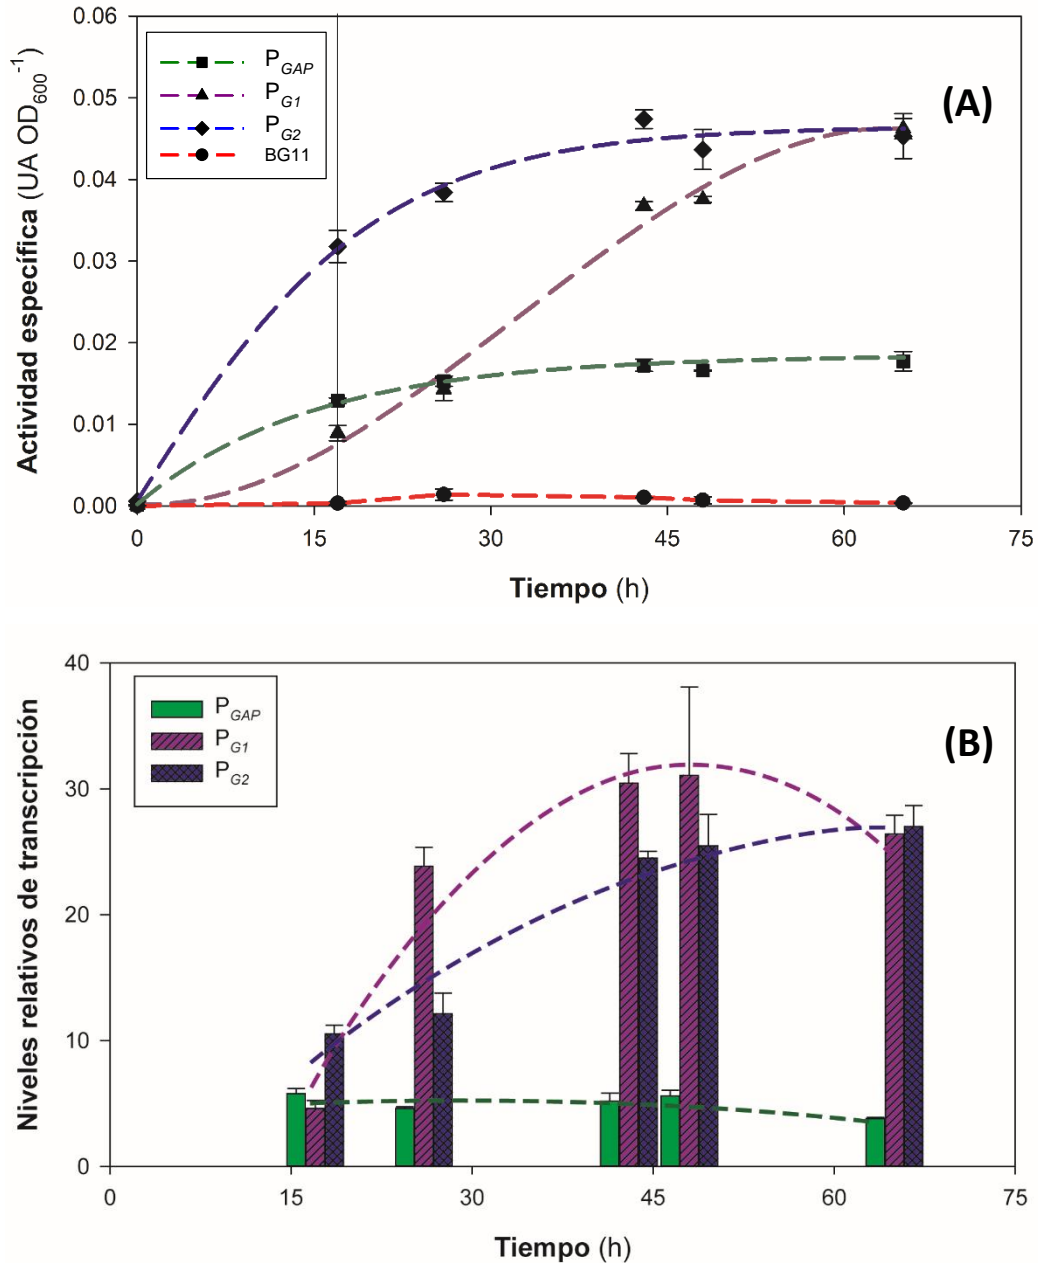 (A)
Actividad específica (UA OD600-1)
0.06
0.05
0.04
0.03
0.02
0.01
0.00
PGAP
PG1
PG2
BG11
0 15 30 45 60 75
Tiempo (h)
(B)
Niveles relativos de transcripción
40
30
20
10
0
PGAP
PG1
PG2
0 15 30 45 60 75
Tiempo (h)